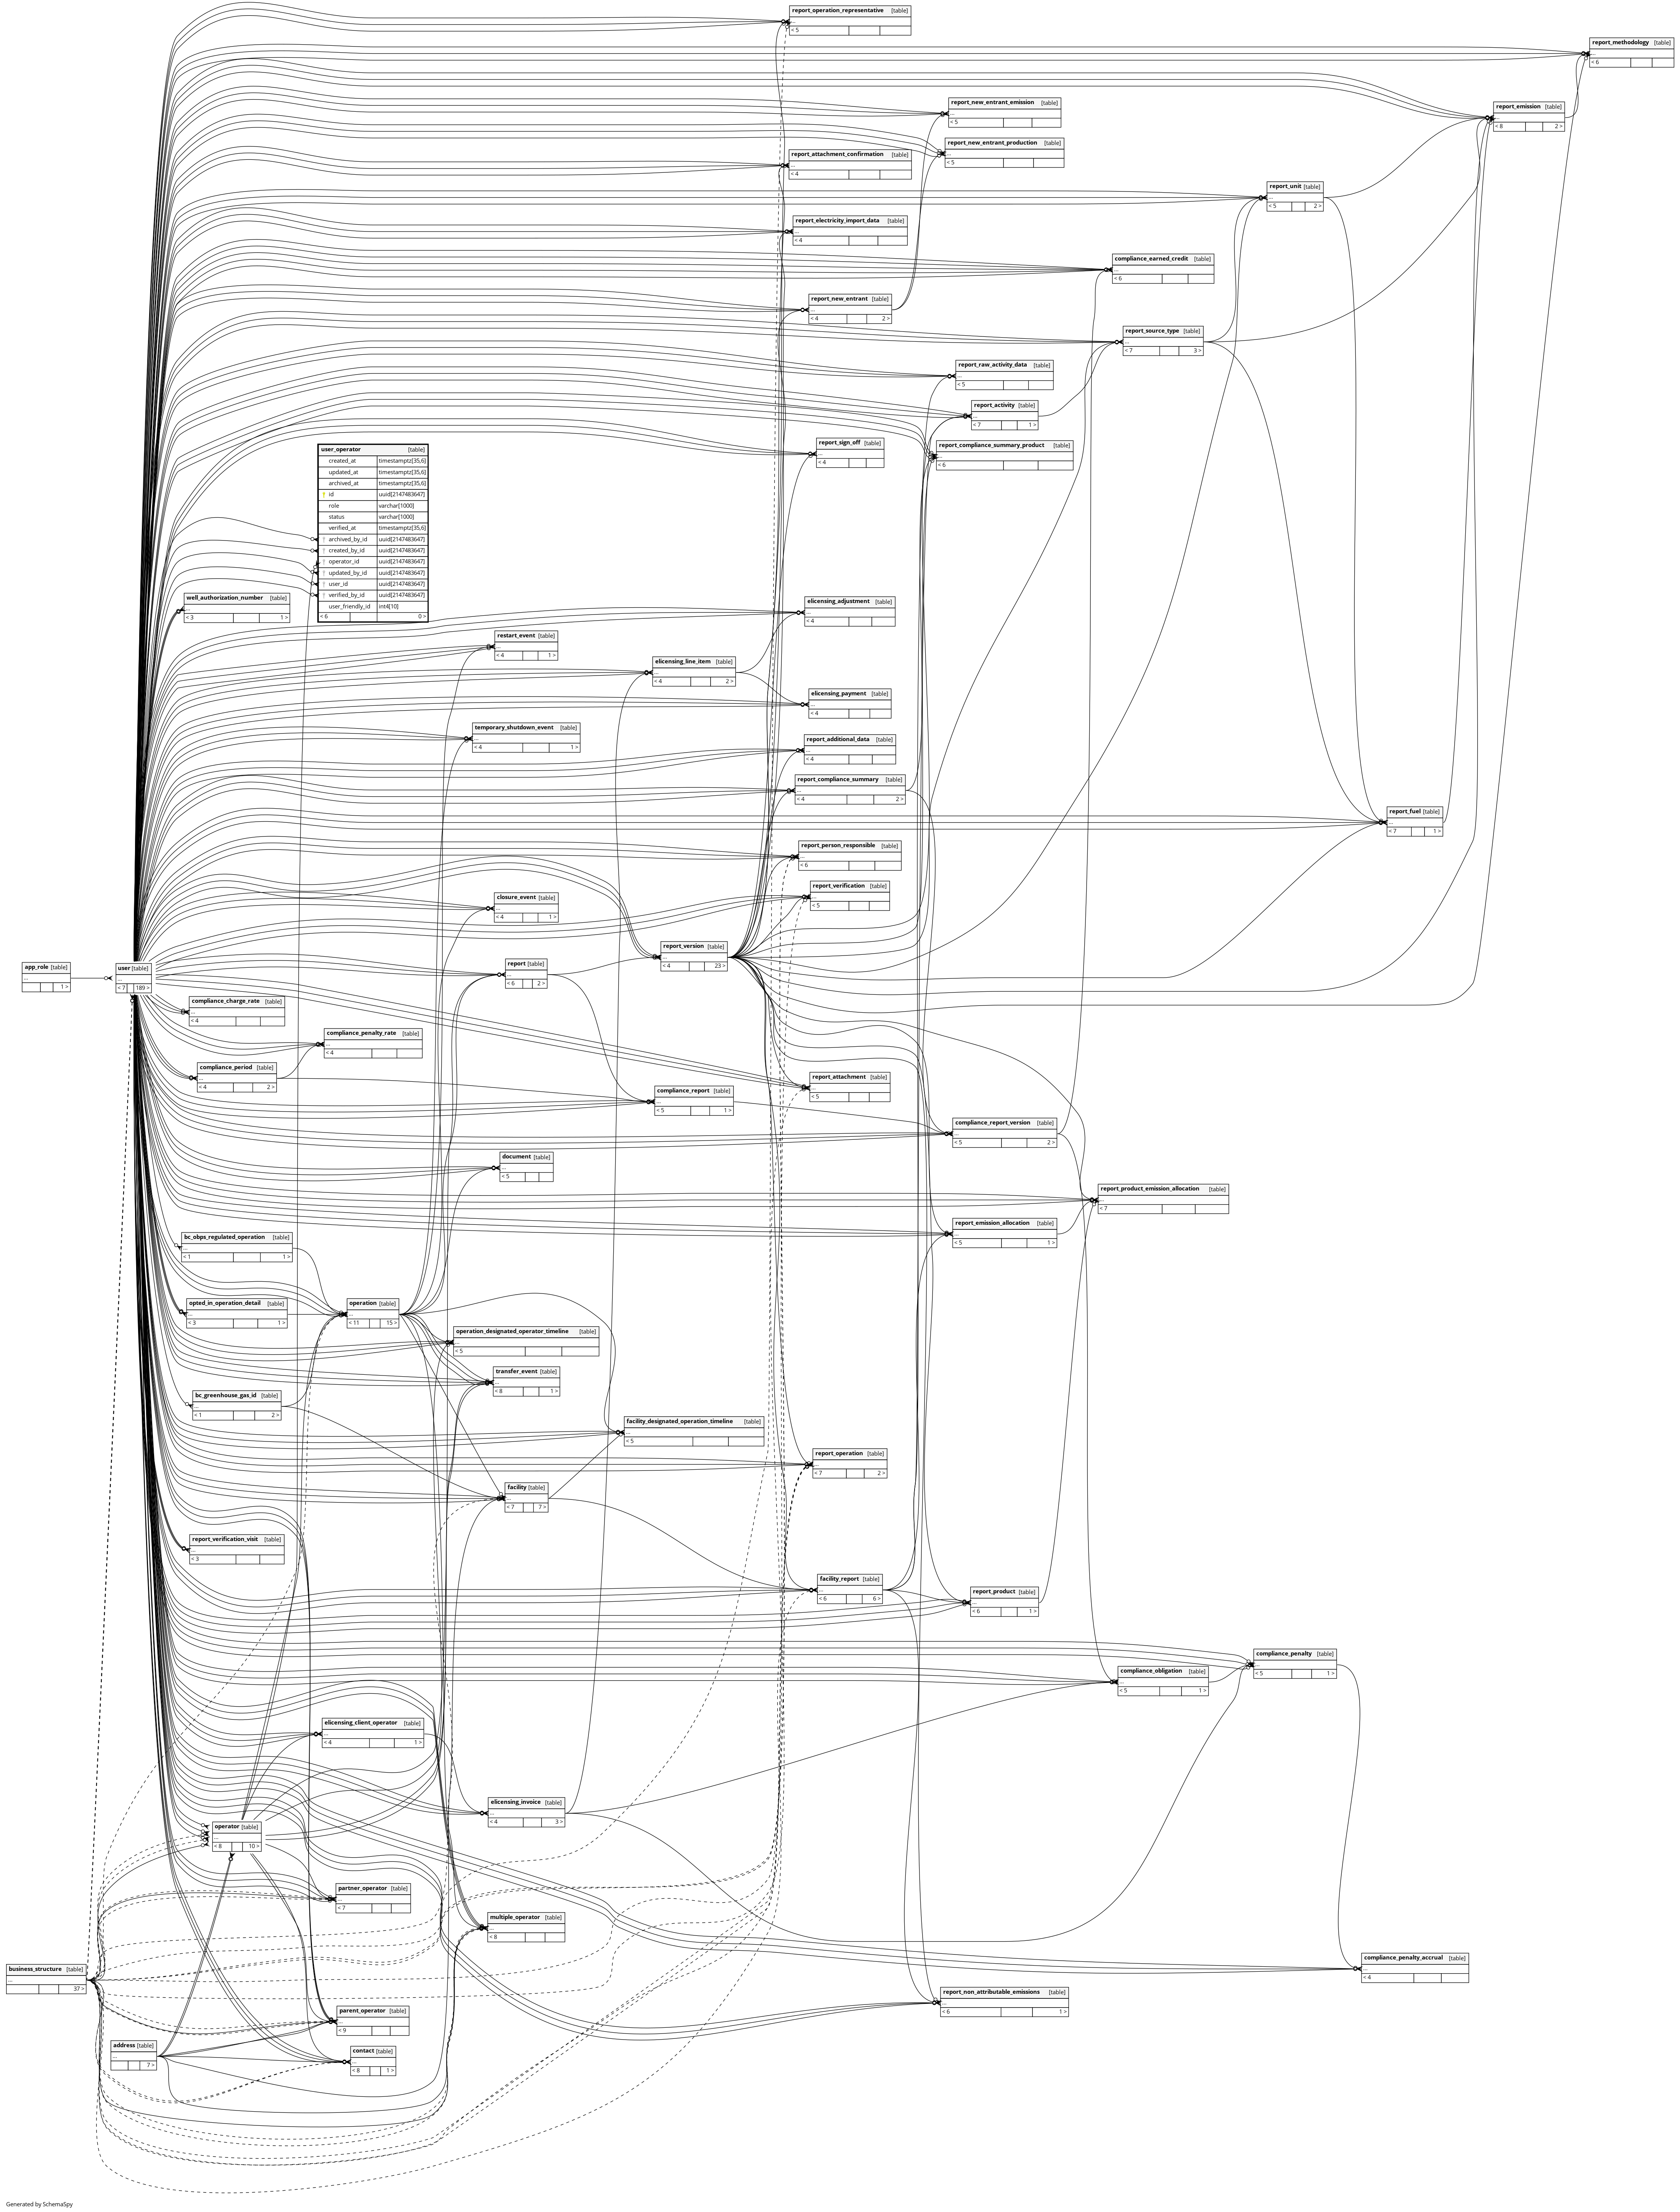 report_operation_representative [table]
...
< 5
report_methodology [table]
...
< 6
report_new_entrant_emission [table]
...
< 5
report_emission [table]
...
< 8 2 >
report_new_entrant_production [table]
...
< 5
report_attachment_confirmation [table]
...
< 4
report_unit [table]
...
< 5 2 >
report_electricity_import_data [table]
...
< 4
compliance_earned_credit [table]
...
< 6
report_new_entrant [table]
...
< 4 2 >
report_source_type [table]
...
< 7 3 >
report_raw_activity_data [table]
...
< 5
report_activity [table]
...
< 7 1 >
report_sign_off [table]
...
< 4
report_compliance_summary_product [table]
...
< 6
user_operator [table]
created_at timestamptz[35,6]
updated_at timestamptz[35,6]
archived_at timestamptz[35,6]
id uuid[2147483647]
role varchar[1000]
status varchar[1000]
verified_at timestamptz[35,6]
archived_by_id uuid[2147483647]
created_by_id uuid[2147483647]
operator_id uuid[2147483647]
updated_by_id uuid[2147483647]
user_id uuid[2147483647]
verified_by_id uuid[2147483647]
user_friendly_id int4[10]
< 6 0 >
well_authorization_number [table]
...
< 3 1 >
elicensing_adjustment [table]
...
< 4
restart_event [table]
...
< 4 1 >
elicensing_line_item [table]
...
< 4 2 >
elicensing_payment [table]
...
< 4
temporary_shutdown_event [table]
...
< 4 1 >
report_additional_data [table]
...
< 4
report_compliance_summary [table]
...
< 4 2 >
report_fuel [table]
...
< 7 1 >
report_person_responsible [table]
...
< 6
report_verification [table]
...
< 5
closure_event [table]
...
< 4 1 >
report_version [table]
...
< 4 23 >
app_role [table]
...
1 >
user [table]
...
< 7 189 >
report [table]
...
< 6 2 >
compliance_charge_rate [table]
...
< 4
compliance_penalty_rate [table]
...
< 4
compliance_period [table]
...
< 4 2 >
report_attachment [table]
...
< 5
compliance_report [table]
...
< 5 1 >
compliance_report_version [table]
...
< 5 2 >
document [table]
...
< 5
report_product_emission_allocation [table]
...
< 7
report_emission_allocation [table]
...
< 5 1 >
bc_obps_regulated_operation [table]
...
< 1 1 >
opted_in_operation_detail [table]
...
< 3 1 >
operation [table]
...
< 11 15 >
operation_designated_operator_timeline [table]
...
< 5
transfer_event [table]
...
< 8 1 >
bc_greenhouse_gas_id [table]
...
< 1 2 >
facility_designated_operation_timeline [table]
...
< 5
report_operation [table]
...
< 7 2 >
facility [table]
...
< 7 7 >
report_verification_visit [table]
...
< 3
facility_report [table]
...
< 6 6 >
report_product [table]
...
< 6 1 >
compliance_penalty [table]
...
< 5 1 >
compliance_obligation [table]
...
< 5 1 >
elicensing_client_operator [table]
...
< 4 1 >
elicensing_invoice [table]
...
< 4 3 >
operator [table]
...
< 8 10 >
partner_operator [table]
...
< 7
multiple_operator [table]
...
< 8
compliance_penalty_accrual [table]
...
< 4
business_structure [table]
...
37 >
report_non_attributable_emissions [table]
...
< 6 1 >
parent_operator [table]
...
< 9
address [table]
...
7 >
contact [table]
...
< 8 1 >
Generated by SchemaSpy